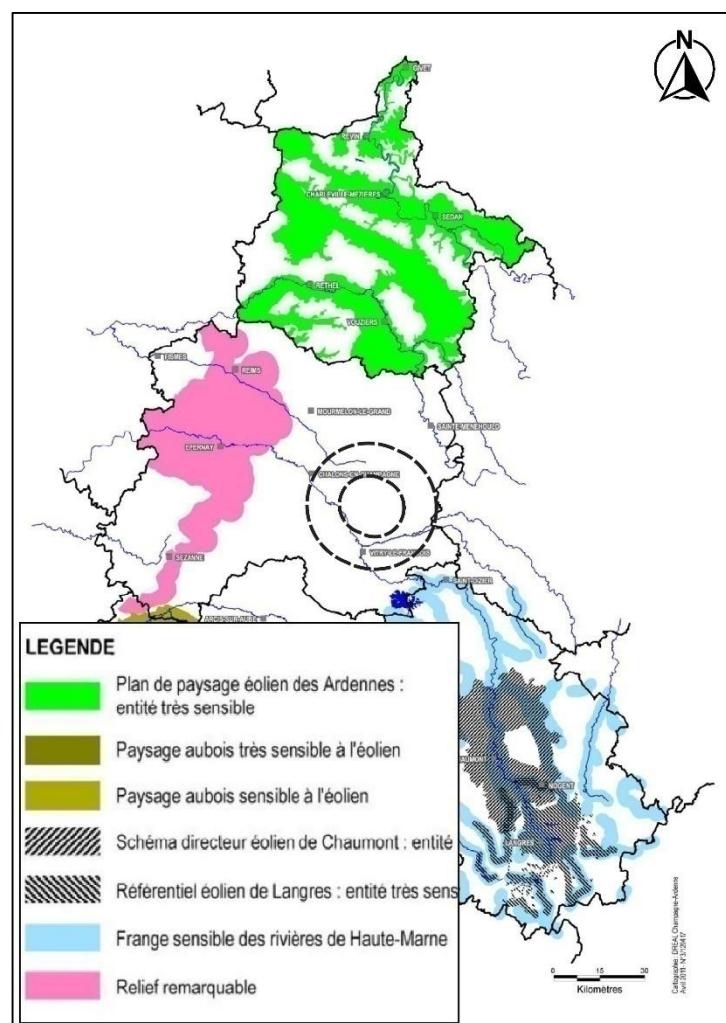 N
GIVET
REVIN
CHARLEVILLE-MEZIERES
SEDAN
RETHEL
VOUZIERS
FISMES
REIMS
MOURMELON-LE-GRAND
SAINTE-MENEHOULD
EPERNAY
CHALONS-EN-CHAMPAGNE
VITRY-LE-FRANCOIS
SEZANNE
SAINT-DIZIER
ARCIS-SUR-AUBE
LEGENDE
Plan de paysage éolien des Ardennes :
entité très sensible
Paysage aubois très sensible à l'éolien
Paysage aubois sensible à l'éolien
Schéma directeur éolien de Chaumont : entité
Référentiel éolien de Langres : entité très sens
Frange sensible des rivières de Haute-Marne
Relief remarquable
AUMONT
NOGENT
LANGRES
0 15 30
Kilomètres
Cartographie : DREAL Champagne-Ardenne